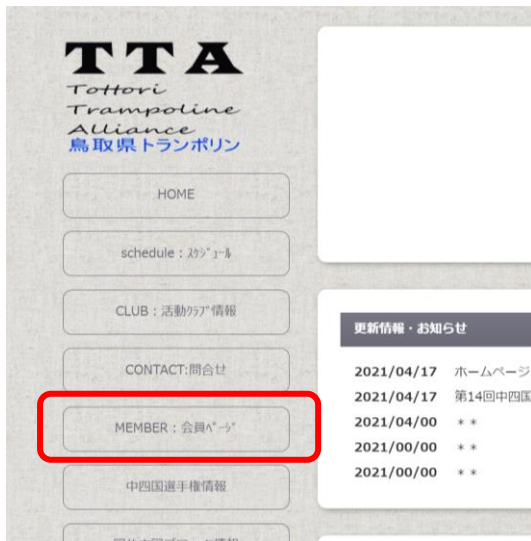 TTA
Tottori
Trampoline
Alliance
鳥取県トランポリン
HOME
schedule：ｽｹｼﾞｭｰﾙ
CLUB：活動ｸﾗﾌﾞ情報
CONTACT:問合せ
MEMBER：会員ﾍﾟｰｼﾞ
中四国選手権情報
更新情報・お知らせ
2021/04/17 ホームページ
2021/04/17 第14回中四国
2021/04/00 ＊＊
2021/00/00 ＊＊
2021/00/00 ＊＊